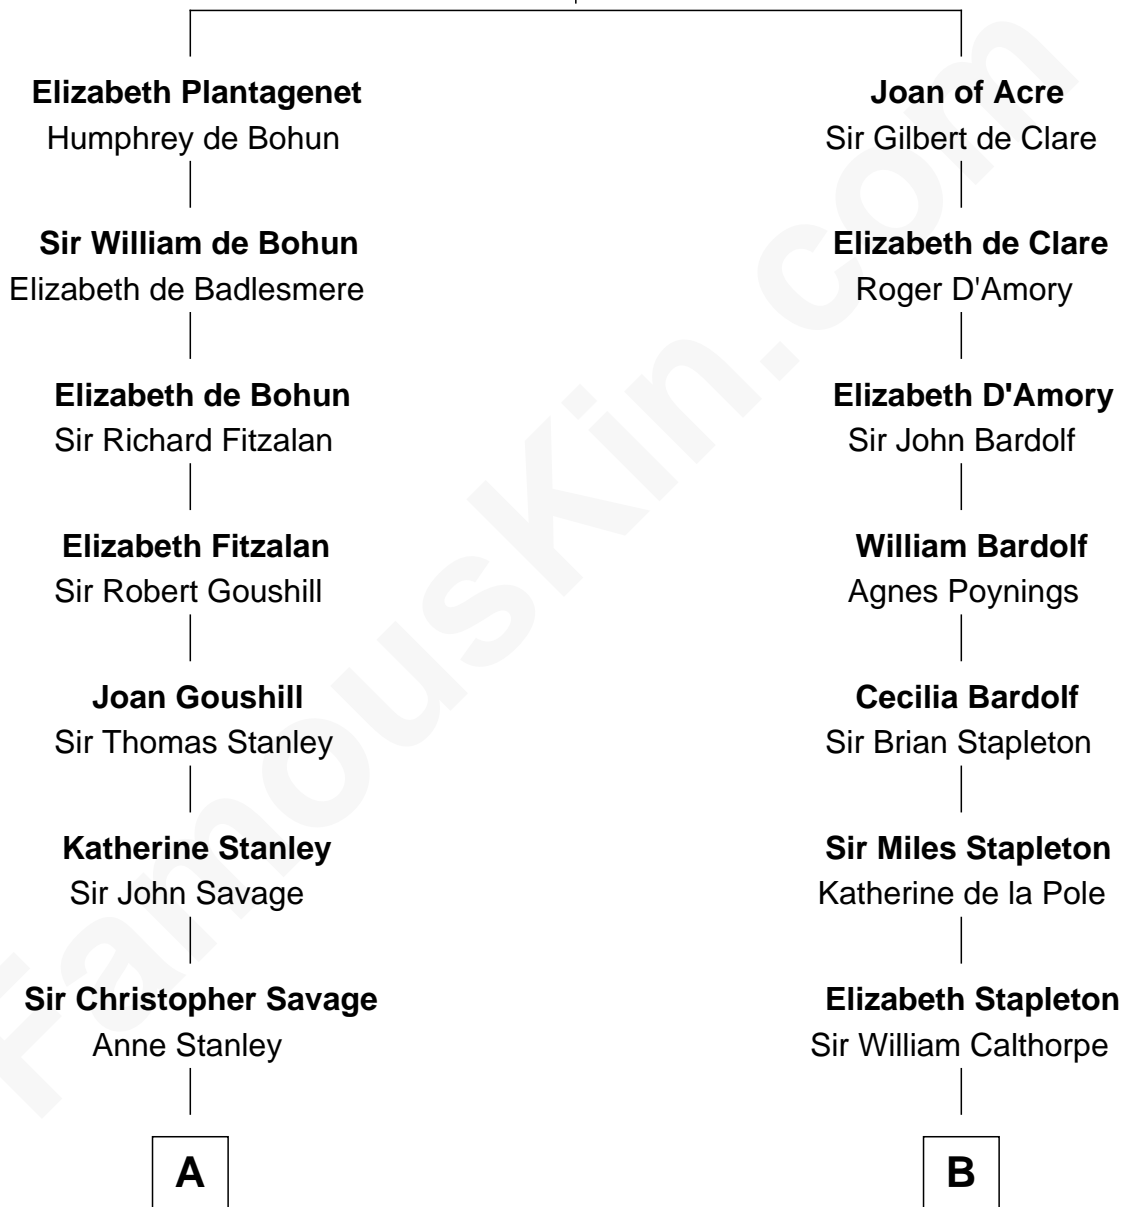 Elizabeth Plantagenet
Humphrey de Bohun
Sir William de Bohun
Elizabeth de Badlesmere
Elizabeth de Bohun
Sir Richard Fitzalan
Elizabeth Fitzalan
Sir Robert Goushill
Joan Goushill
Sir Thomas Stanley
Katherine Stanley
Sir John Savage
Sir Christopher Savage
Anne Stanley
A
Joan of Acre
Sir Gilbert de Clare
Elizabeth de Clare
Roger D'Amory
Elizabeth D'Amory
Sir John Bardolf
William Bardolf
Agnes Poynings
Cecilia Bardolf
Sir Brian Stapleton
Sir Miles Stapleton
Katherine de la Pole
Elizabeth Stapleton
Sir William Calthorpe
B
FamousKin.com